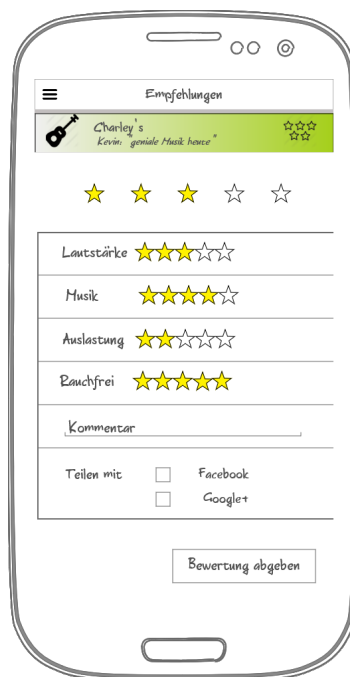 Empfehlungen
Charley's
Kevin: "geniale Musik heute"
Lautstärke
Musik
Auslastung
Rauchfrei
Kommentar
Teilen mit Facebook
Google+
Bewertung abgeben